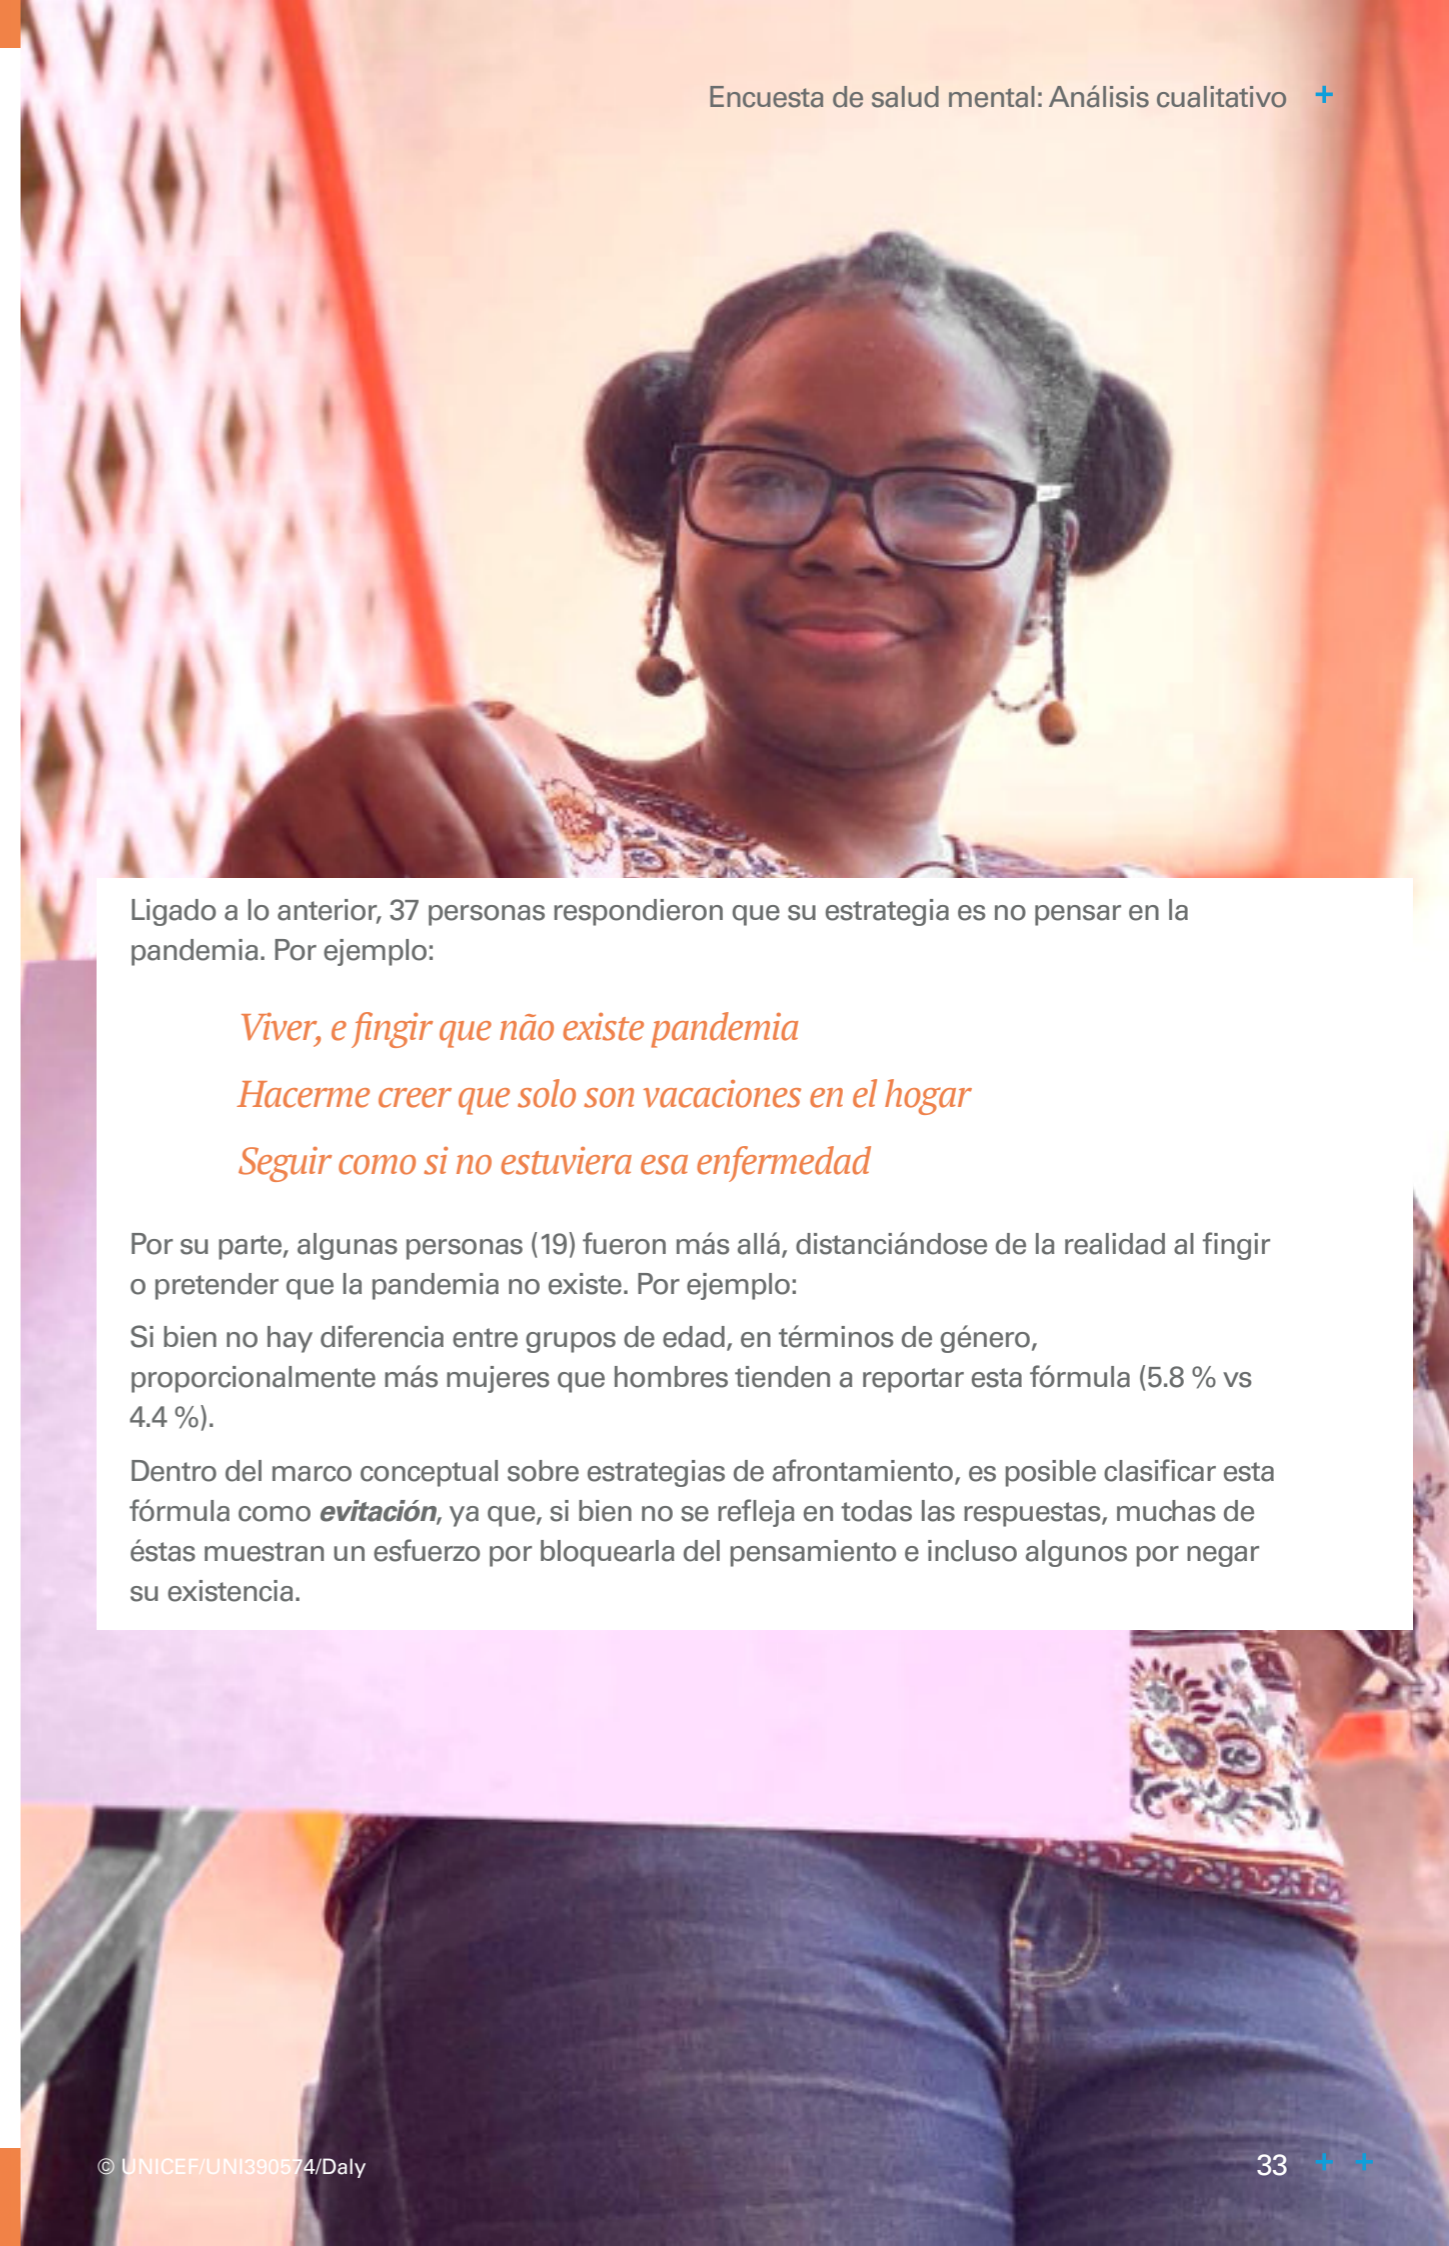 Encuesta de salud mental: Análisis cualitativo +
Ligado a lo anterior, 37 personas respondieron que su estrategia es no pensar en la
pandemia. Por ejemplo:
Viver, e fingir que não existe pandemia
Hacerme creer que solo son vacaciones en el hogar
Seguir como si no estuviera esa enfermedad
Por su parte, algunas personas (19) fueron más allá, distanciándose de la realidad al fingir
o pretender que la pandemia no existe. Por ejemplo:
Si bien no hay diferencia entre grupos de edad, en términos de género,
proporcionalmente más mujeres que hombres tienden a reportar esta fórmula (5.8 % vs
4.4 %).
Dentro del marco conceptual sobre estrategias de afrontamiento, es posible clasificar esta
fórmula como evitación, ya que, si bien no se refleja en todas las respuestas, muchas de
éstas muestran un esfuerzo por bloquearla del pensamiento e incluso algunos por negar
su existencia.
© UNICEF/UNI390574/Daly
33 + +